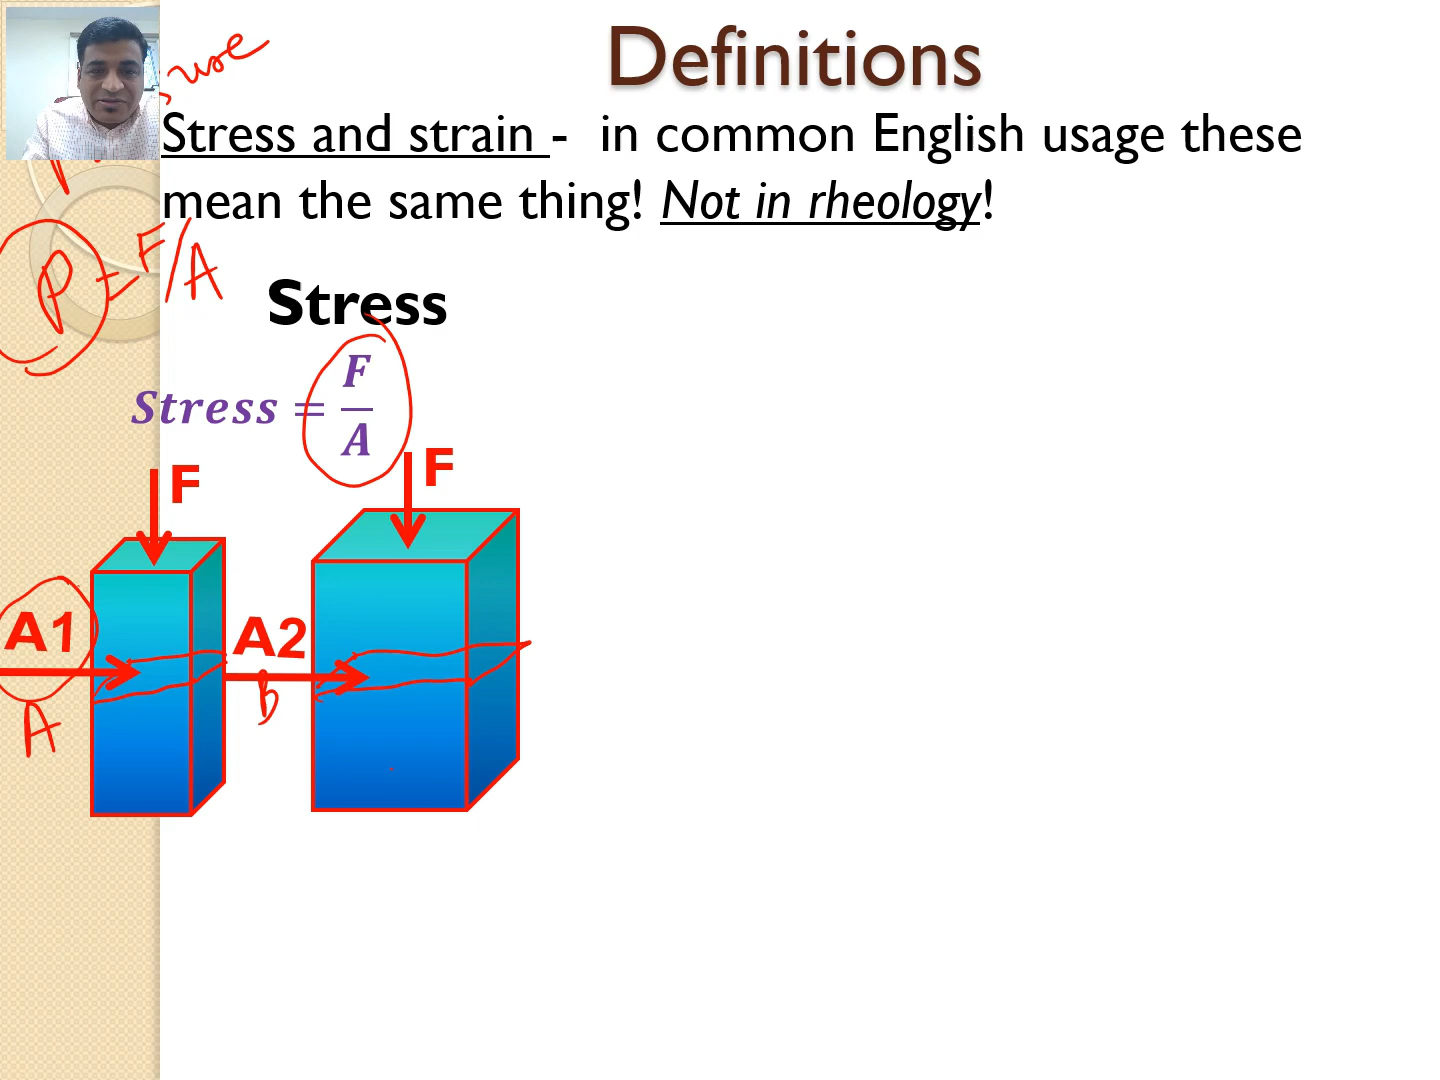 Definitions
Stress and strain - in common English usage these
mean the same thing! Not in rheology!
P = F/A
Stress
Stress = F/A
F
F
A1
A2
A
B